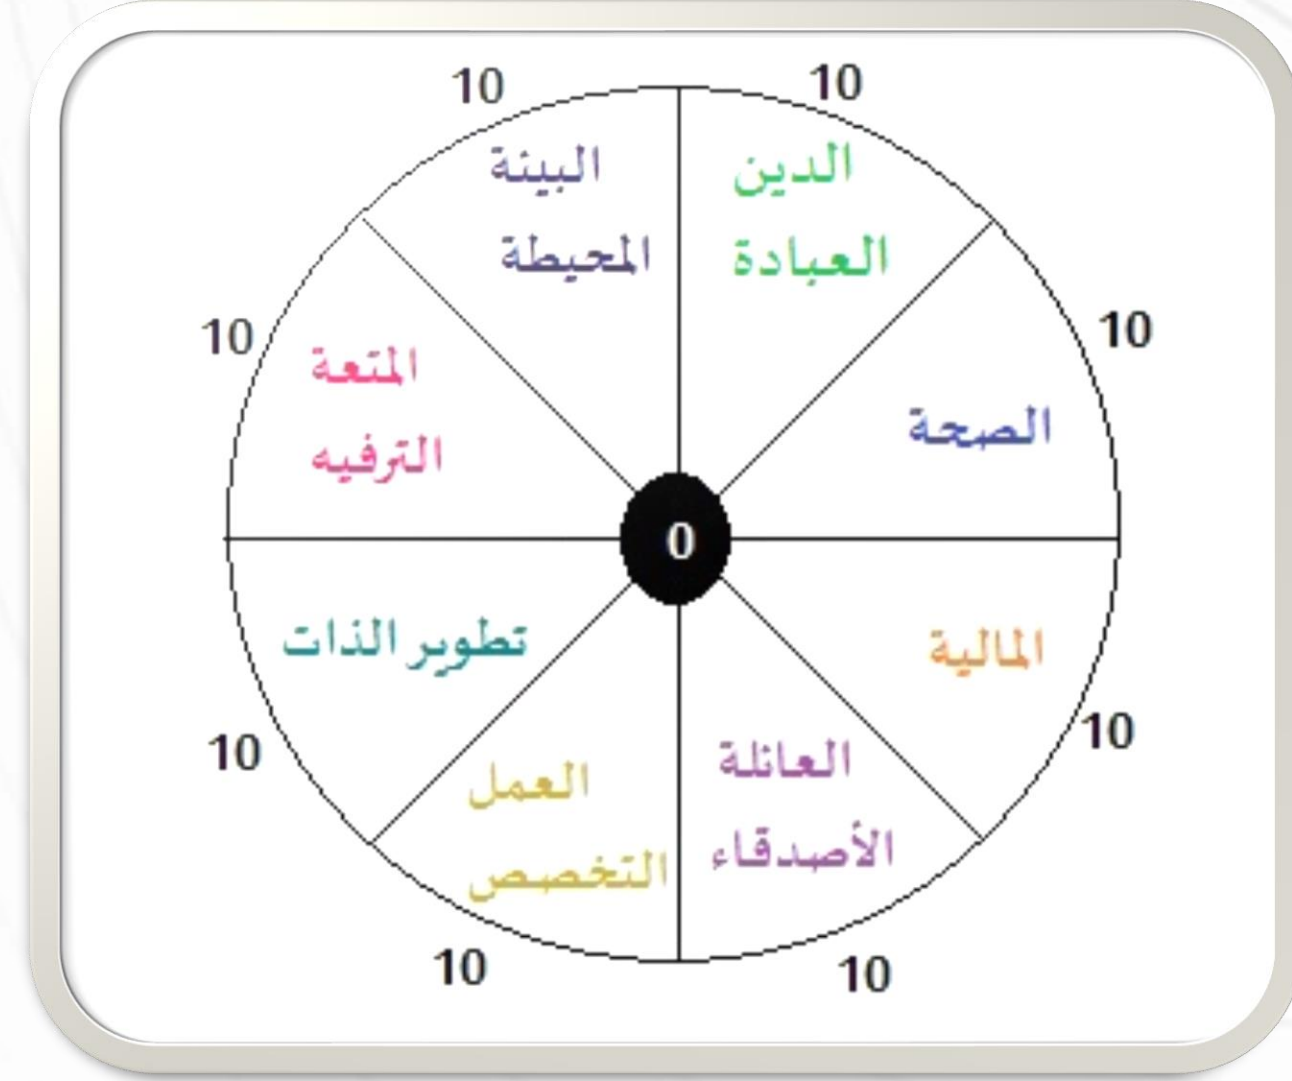 10
الدين
العبادة
10
الصحة
المالية
10
العائلة
الأصدقاء
10
العمل
التخصص
10
تطوير الذات
10
المتعة
الترفيه
10
البيئة
المحيطة
10
0